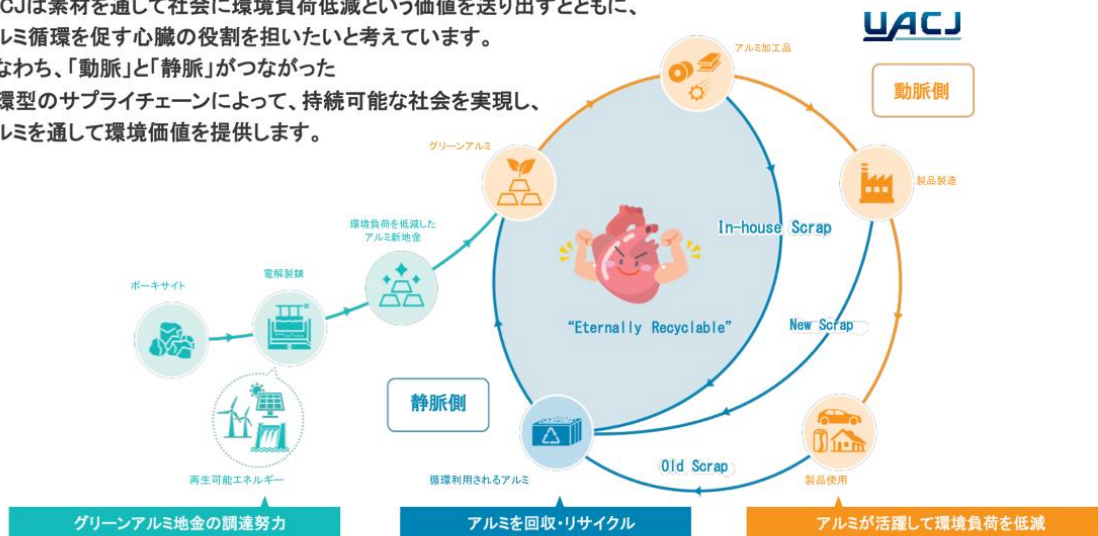 CJは素材を通して社会に環境負荷低減という価値を送り出すとともに、
ルミ循環を促す心臓の役割を担いたいと考えています。
なわち、「動脈」と「静脈」がつながった
環型のサプライチェーンによって、持続可能な社会を実現し、
ルミを通して環境価値を提供します。
UACJ
動脈側
アルミ加工品
グリーンアルミ
製品製造
環境負荷を低減した
アルミ新地金
In-house Scrap
電解製錬
ボーキサイト
"Eternally Recyclable"
New Scrap
静脈側
Old Scrap
再生可能エネルギー
循環利用されるアルミ
製品使用
グリーンアルミ地金の調達努力
アルミを回収・リサイクル
アルミが活躍して環境負荷を低減